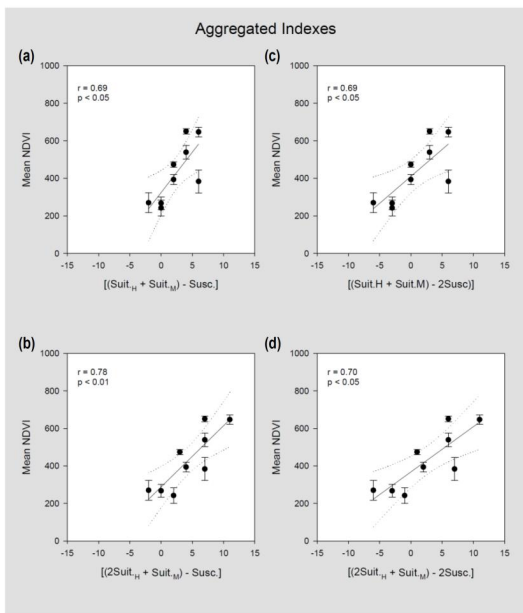 Aggregated Indexes
(a)
r = 0.69
p < 0.05
Mean NDVI
1000
800
600
400
200
0
-15 -10 -5 0 5 10 15
[(Suit.H + Suit.M) - Susc.]
(c)
r = 0.69
p < 0.05
Mean NDVI
1000
800
600
400
200
0
-15 -10 -5 0 5 10 15
[(Suit.H + Suit.M) - 2Susc)]
(b)
r = 0.78
p < 0.01
Mean NDVI
1000
800
600
400
200
0
-15 -10 -5 0 5 10 15
[(2Suit.H + Suit.M) - Susc.]
(d)
r = 0.70
p < 0.05
Mean NDVI
1000
800
600
400
200
0
-15 -10 -5 0 5 10 15
[(2Suit.H + Suit.M) - 2Susc.]